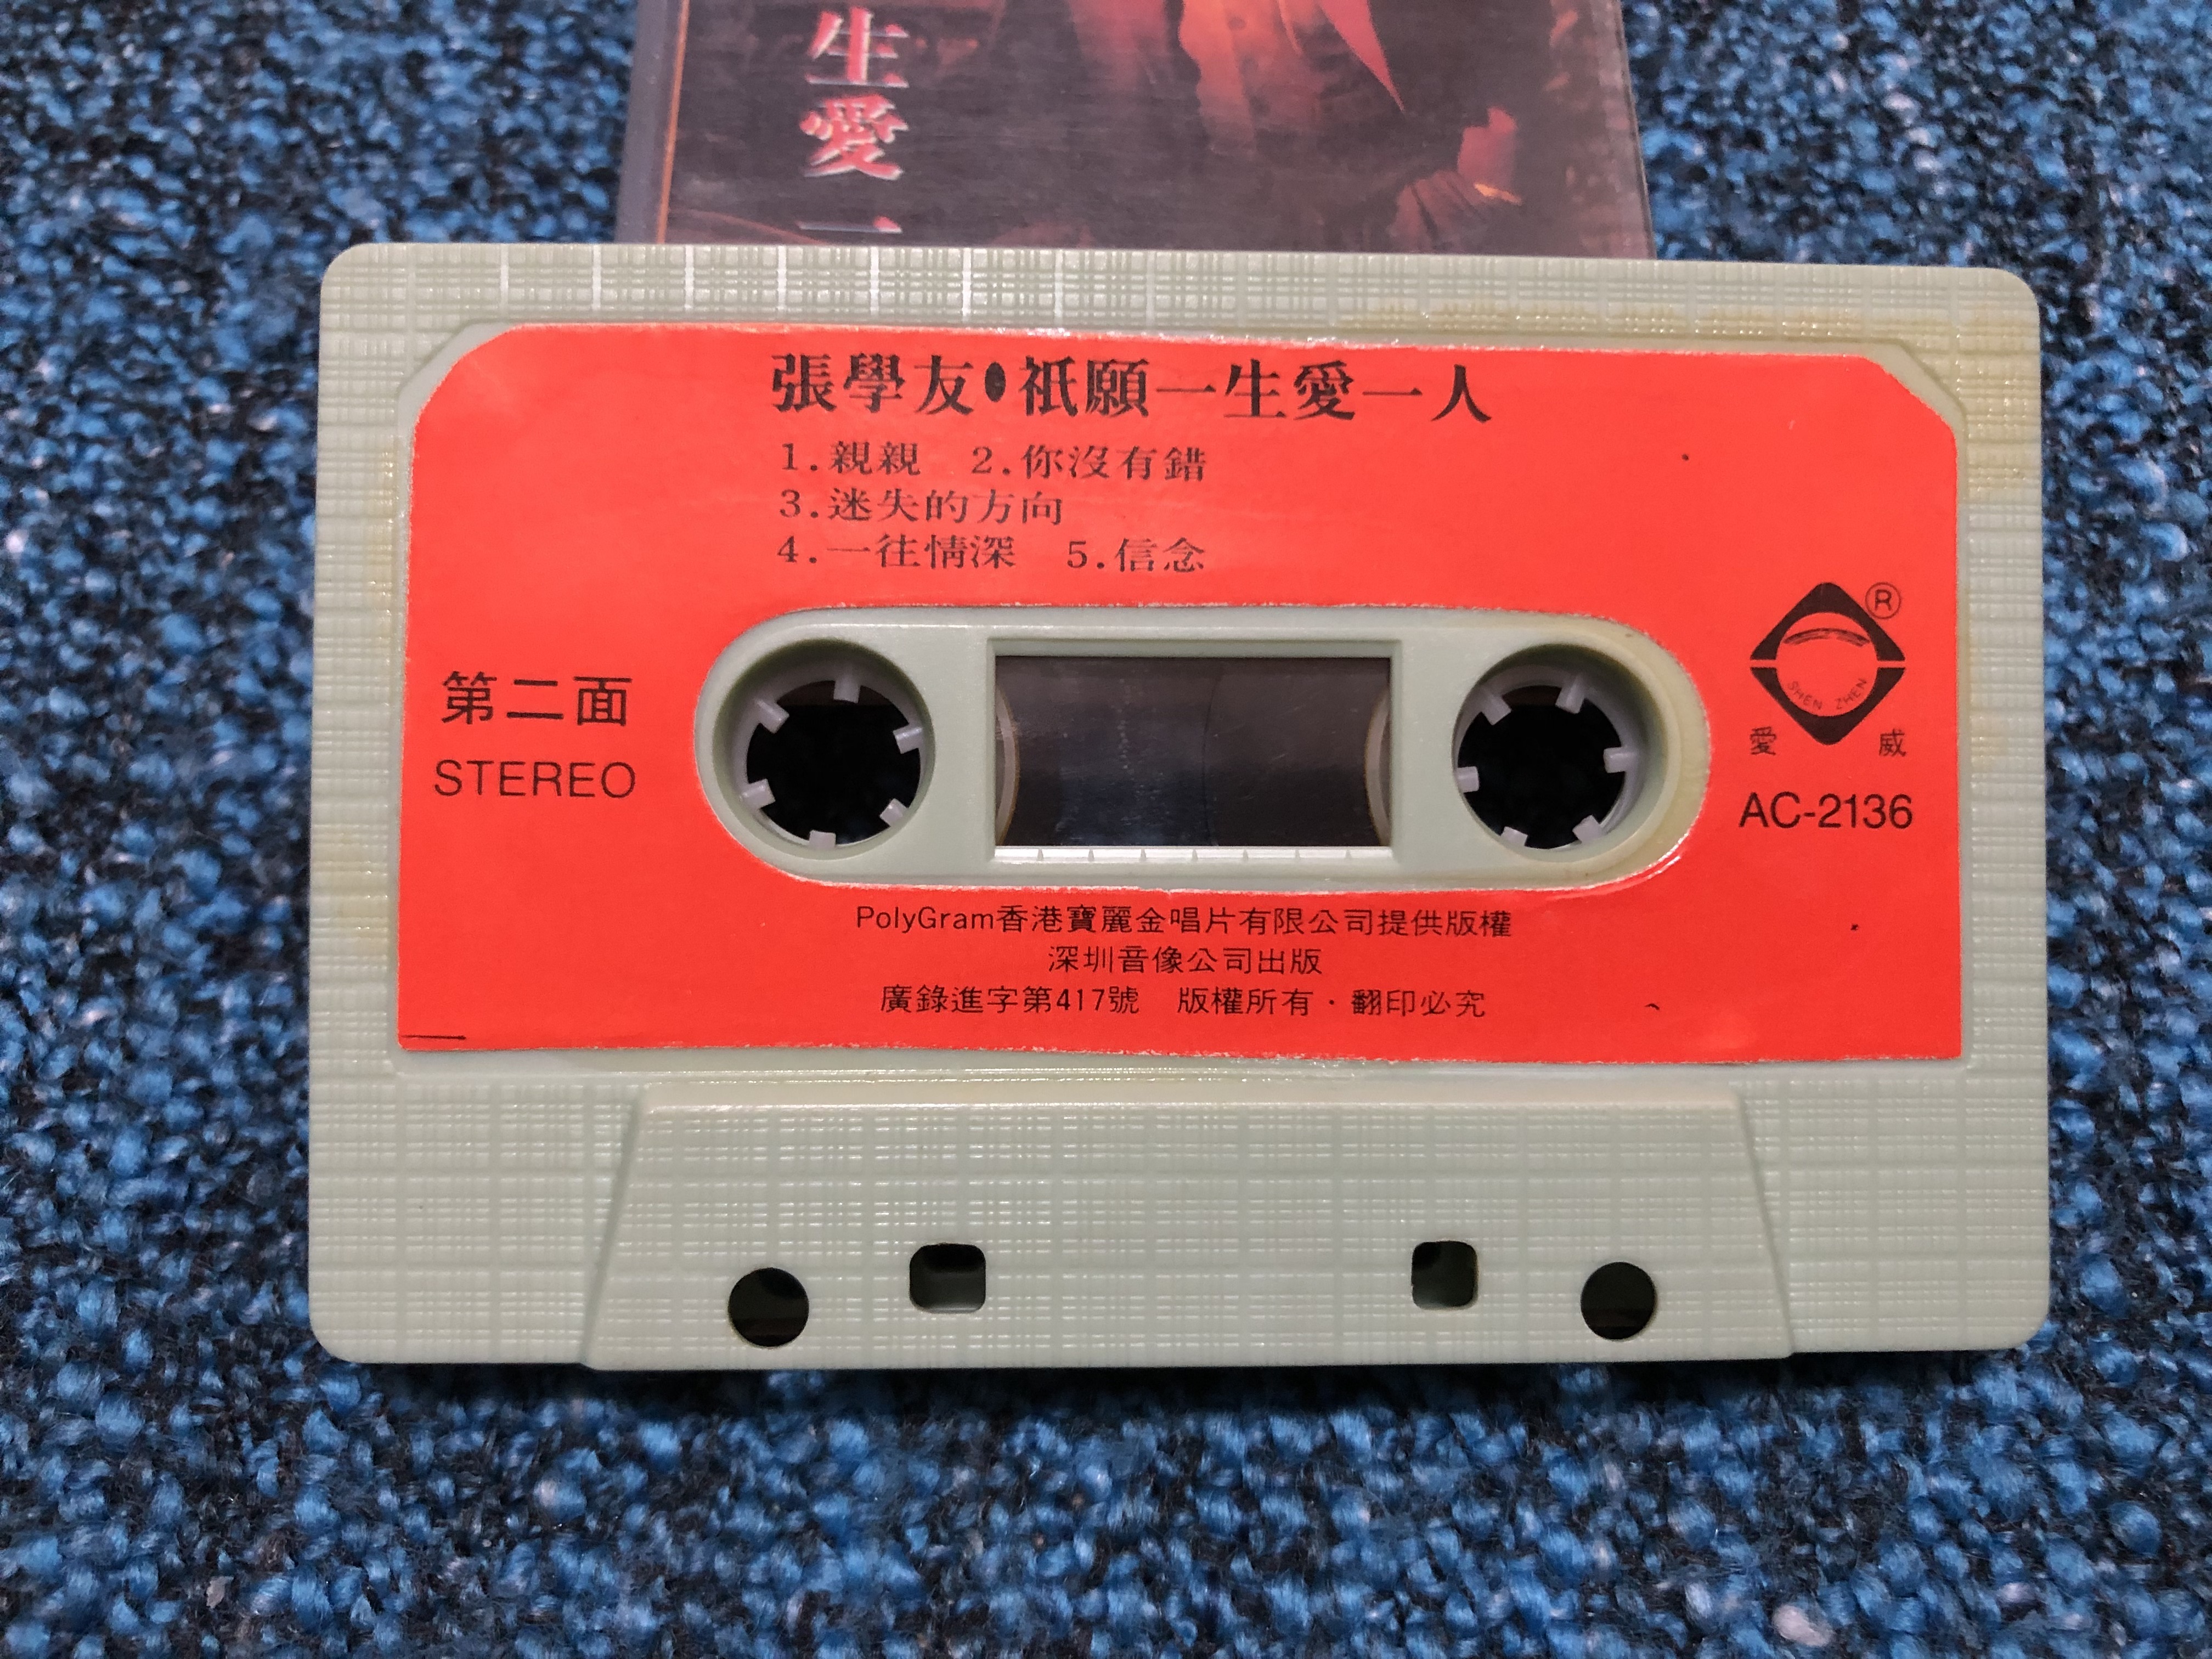 生愛一
張學友•祇願一生愛一人
1.親親 2.你沒有錯
3.迷失的方向
4.一往情深 5.信念
第二面
STEREO
®
SHEN ZHEN
愛 威
AC-2136
PolyGram香港寶麗金唱片有限公司提供版權
深圳音像公司出版
廣錄進字第417號 版權所有·翻印必究